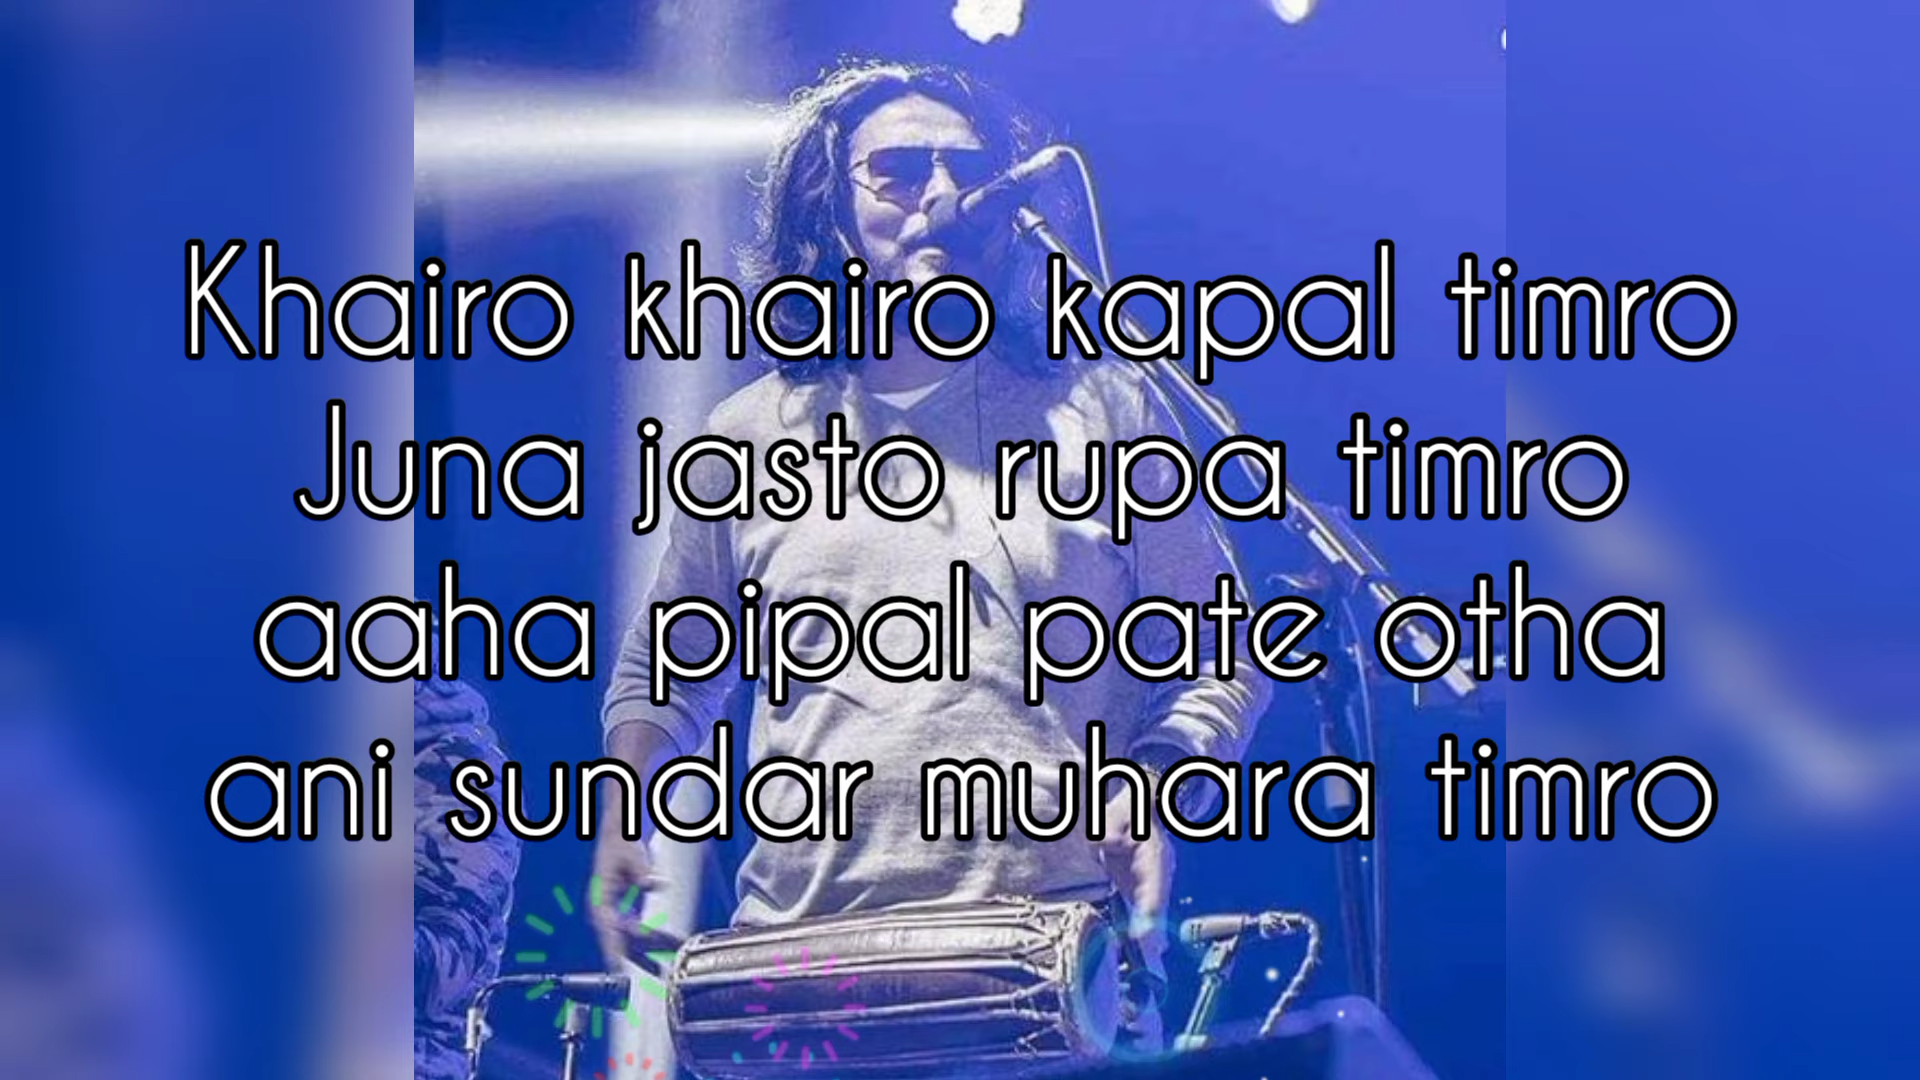 Khairo khairo kapal timro
Juna jasto rupa timro
aaha pipal pate otha
ani sundar muhara timro